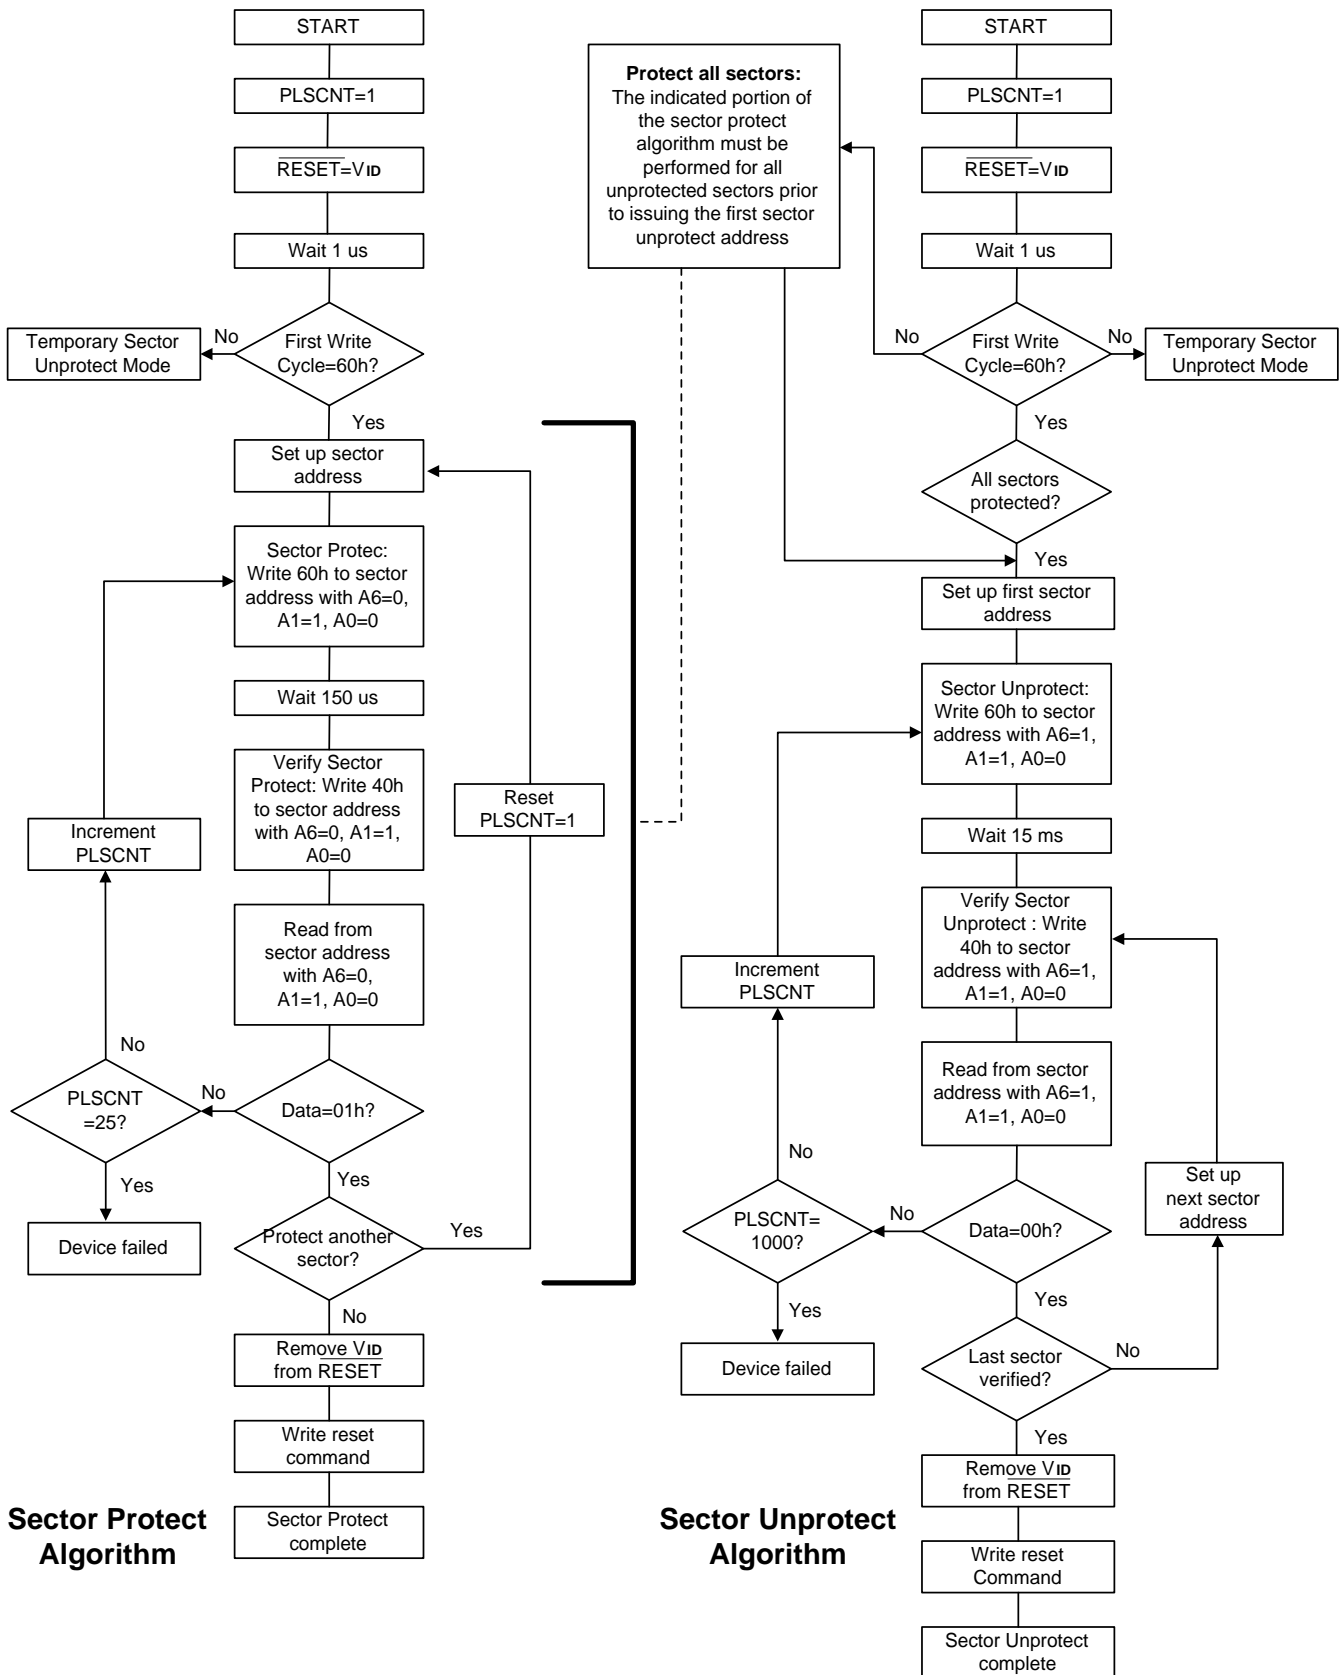 START
PLSCNT=1
RESET=VID
Wait 1 us
First Write
Cycle=60h?
No
Temporary Sector
Unprotect Mode
Yes
Set up sector
address
Sector Protec:
Write 60h to sector
address with A6=0,
A1=1, A0=0
Wait 150 us
Verify Sector
Protect: Write 40h
to sector address
with A6=0, A1=1,
A0=0
Reset
PLSCNT=1
Increment
PLSCNT
Read from
sector address
with A6=0,
A1=1, A0=0
No
PLSCNT
=25?
No
Data=01h?
Yes
Device failed
Yes
Protect another
sector?
Yes
No
Remove VID
from RESET
Write reset
command
Sector Protect
complete
Sector Protect
Algorithm
Protect all sectors:
The indicated portion of
the sector protect
algorithm must be
performed for all
unprotected sectors prior
to issuing the first sector
unprotect address
START
PLSCNT=1
RESET=VID
Wait 1 us
No
First Write
Cycle=60h?
No
Temporary Sector
Unprotect Mode
Yes
All sectors
protected?
Yes
Set up first sector
address
Sector Unprotect:
Write 60h to sector
address with A6=1,
A1=1, A0=0
Wait 15 ms
Verify Sector
Unprotect : Write
40h to sector
address with A6=1,
A1=1, A0=0
Increment
PLSCNT
Read from sector
address with A6=1,
A1=1, A0=0
No
PLSCNT=
1000?
No
Data=00h?
Set up
next sector
address
Yes
Device failed
Yes
Last sector
verified?
No
Yes
Remove VID
from RESET
Write reset
Command
Sector Unprotect
complete
Sector Unprotect
Algorithm